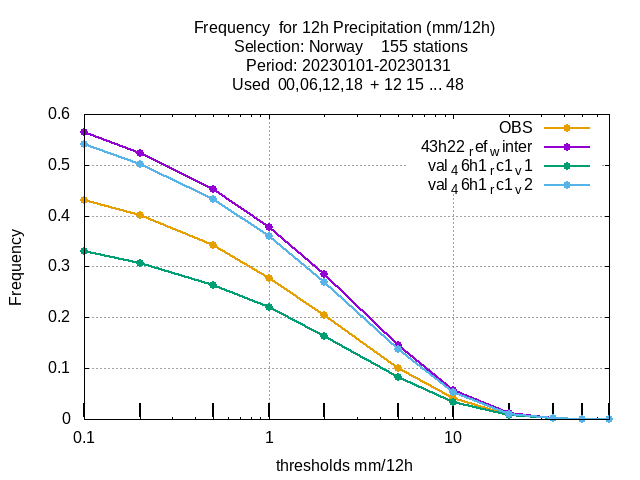 Frequency  for 12h Precipitation (mm/12h)
Selection: Norway    155 stations
Period: 20230101-20230131
Used  00,06,12,18  + 12 15 ... 48
OBS
43h22_ref_winter
val_46h1_rc1_v1
val_46h1_rc1_v2
0.6
0.5
0.4
0.3
0.2
0.1
0
Frequency
0.1 1 10
thresholds mm/12h